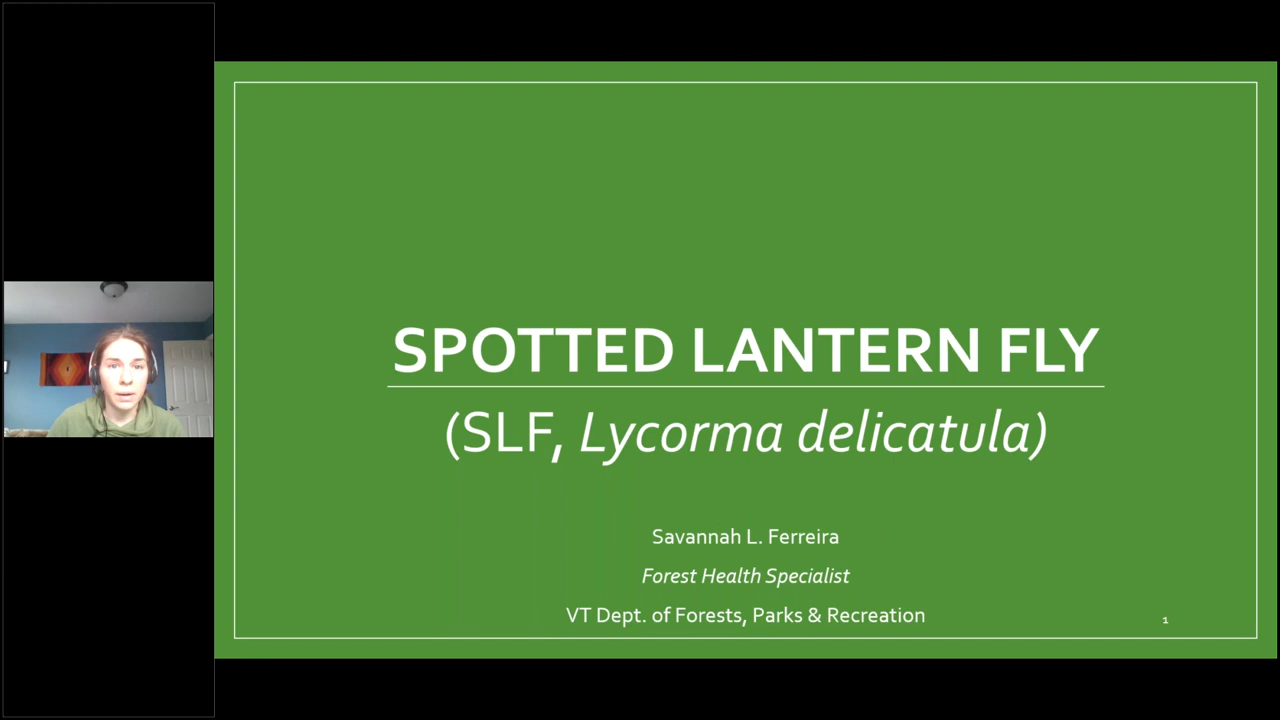 SPOTTED LANTERN FLY
(SLF, Lycorma delicatula)
Savannah L. Ferreira
Forest Health Specialist
VT Dept. of Forests, Parks & Recreation
1